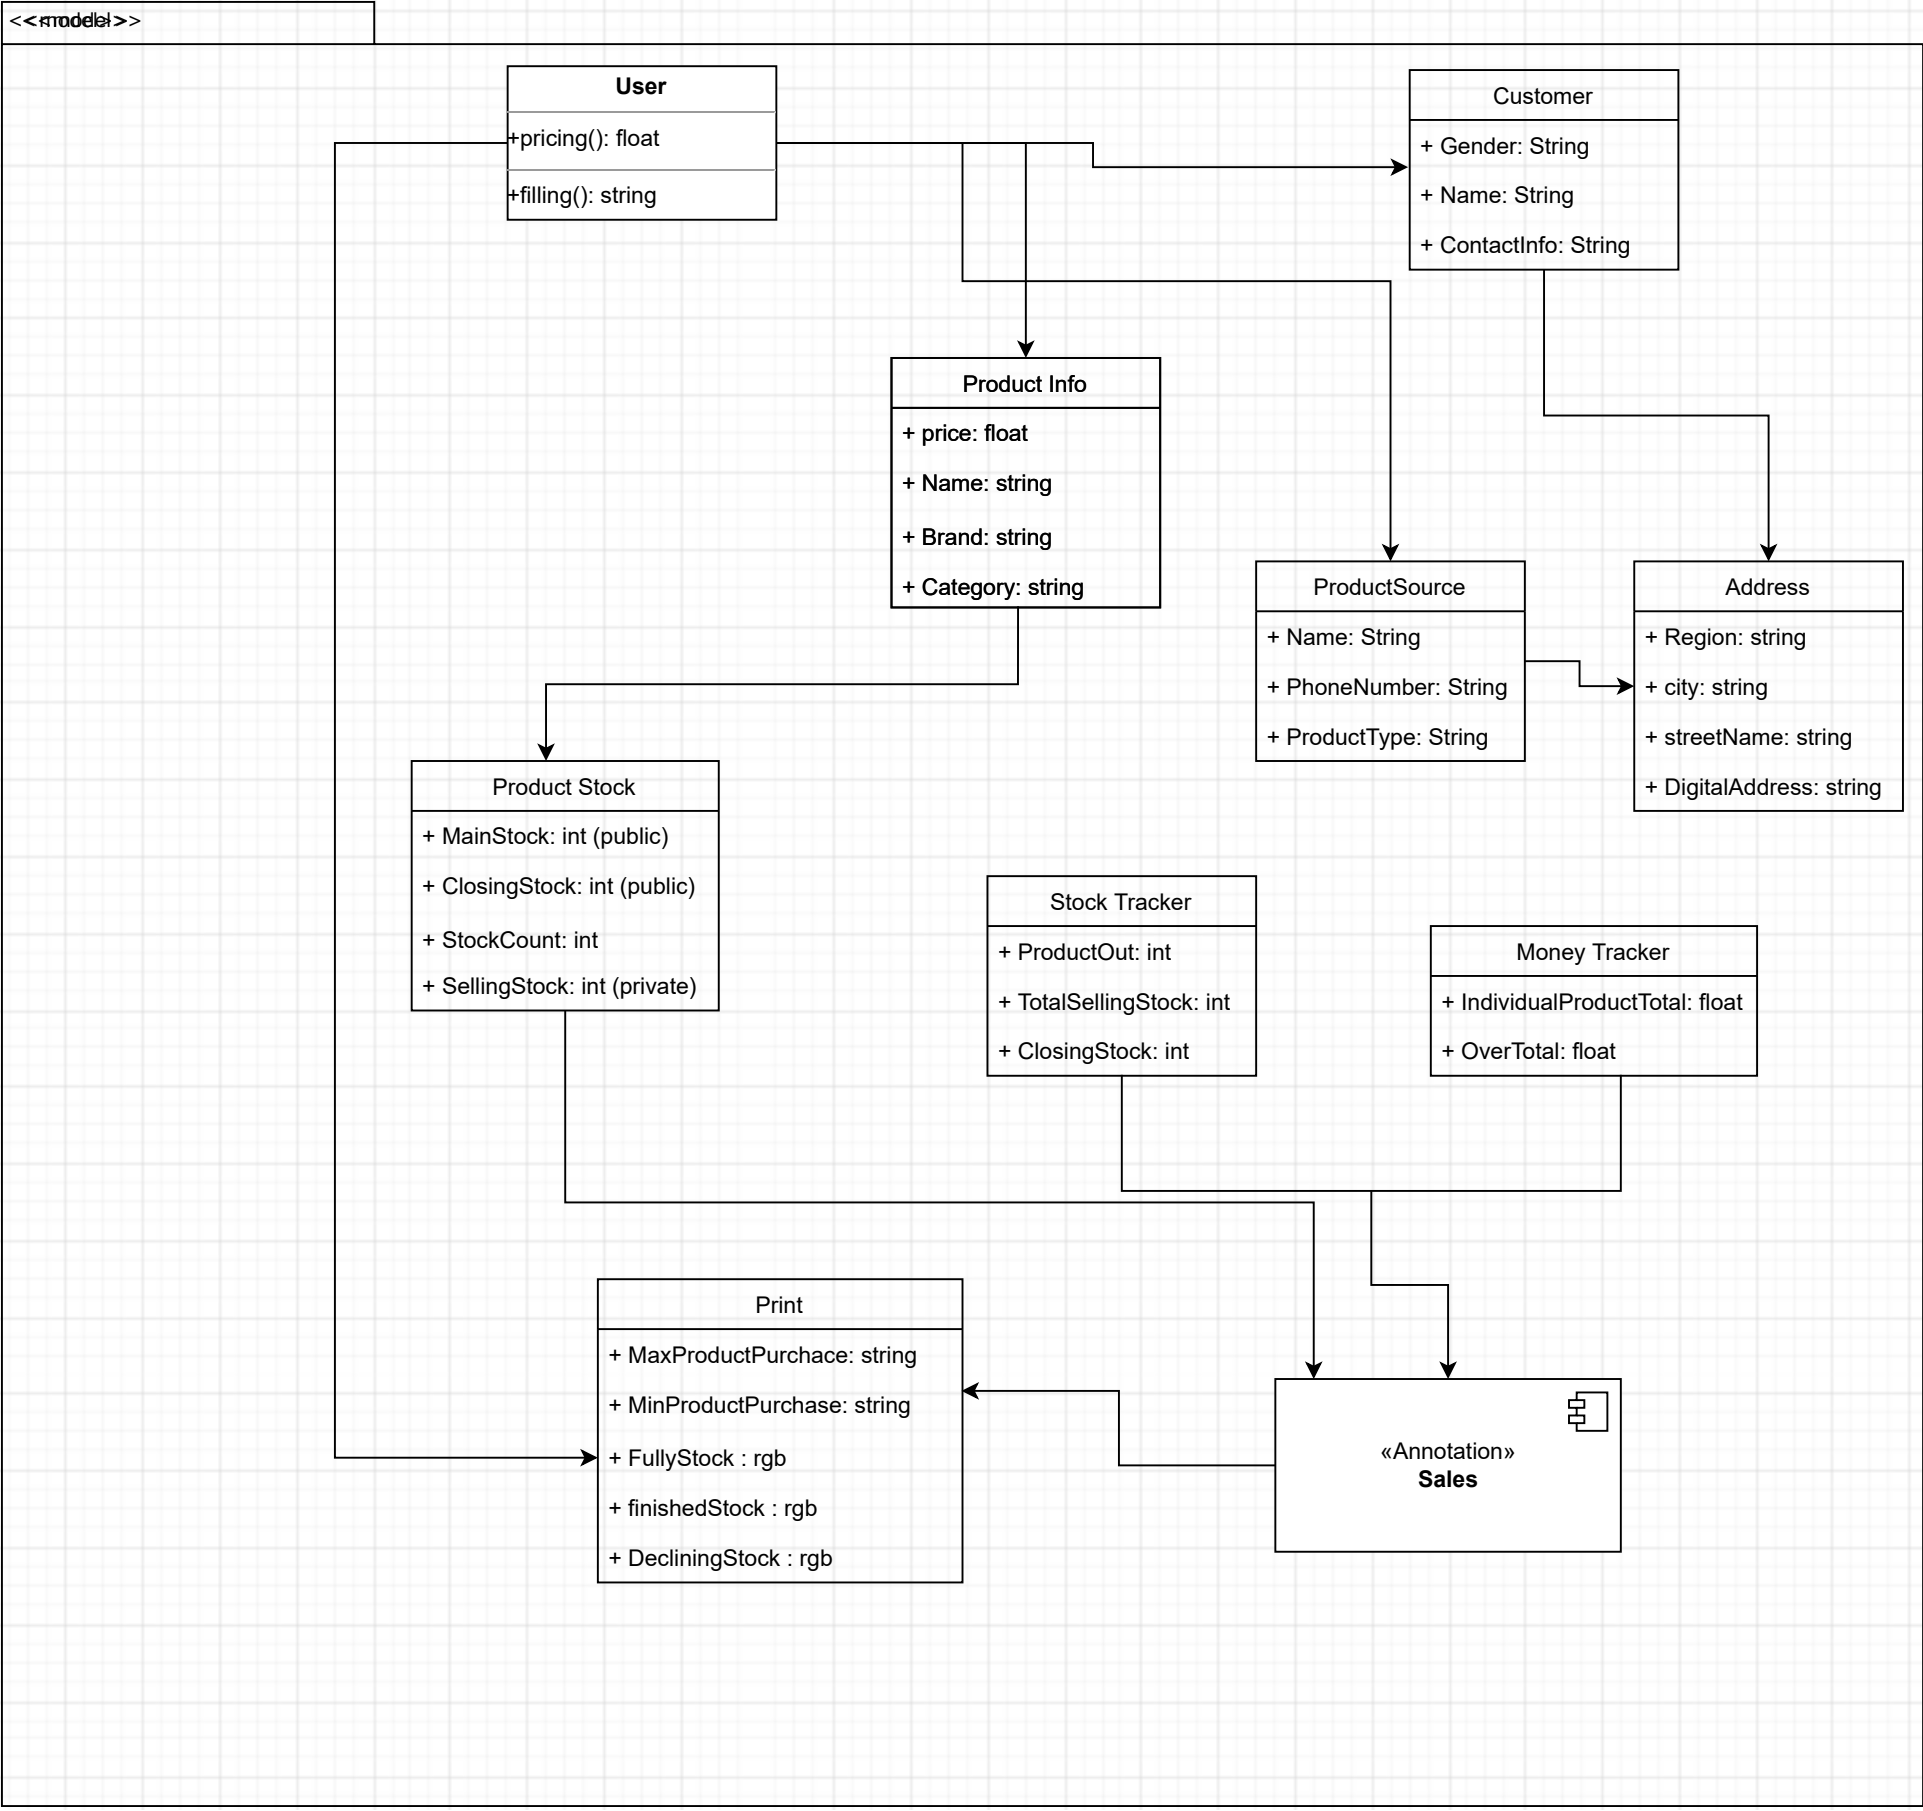 <<model>>
User
+pricing(): float
+filling(): string
Customer
+ Gender: String
+ Name: String
+ ContactInfo: String
Product Info
+ price: float
+ Name: string
+ Brand: string
+ Category: string
ProductSource
+ Name: String
+ PhoneNumber: String
+ ProductType: String
Address
+ Region: string
+ city: string
+ streetName: string
+ DigitalAddress: string
Product Stock
+ MainStock: int (public)
+ ClosingStock: int (public)
+ StockCount: int
+ SellingStock: int (private)
Stock Tracker
+ ProductOut: int
+ TotalSellingStock: int
+ ClosingStock: int
Money Tracker
+ IndividualProductTotal: float
+ OverTotal: float
Print
+ MaxProductPurchace: string
+ MinProductPurchase: string
+ FullyStock : rgb
+ finishedStock : rgb
+ DecliningStock : rgb
«Annotation»
Sales